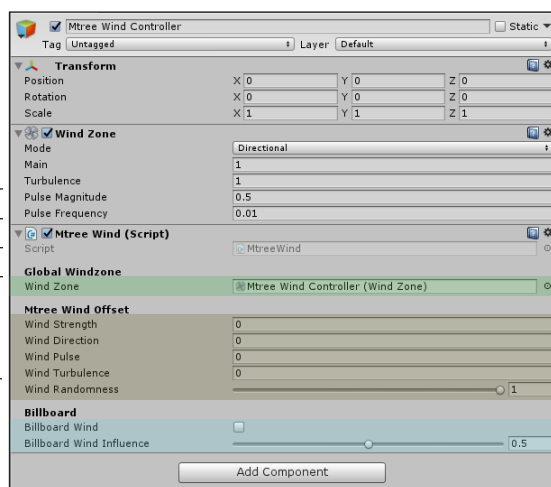 Mtree Wind Controller Static
Tag Untagged Layer Default
Transform
Position X 0 Y 0 Z 0
Rotation X 0 Y 0 Z 0
Scale X 1 Y 1 Z 1
Wind Zone
Mode Directional
Main 1
Turbulence 1
Pulse Magnitude 0.5
Pulse Frequency 0.01
Mtree Wind (Script)
Script MtreeWind
Global Windzone
Wind Zone Mtree Wind Controller (Wind Zone)
Mtree Wind Offset
Wind Strength 0
Wind Direction 0
Wind Pulse 0
Wind Turbulence 0
Wind Randomness 1
Billboard
Billboard Wind
Billboard Wind Influence 0.5
Add Component